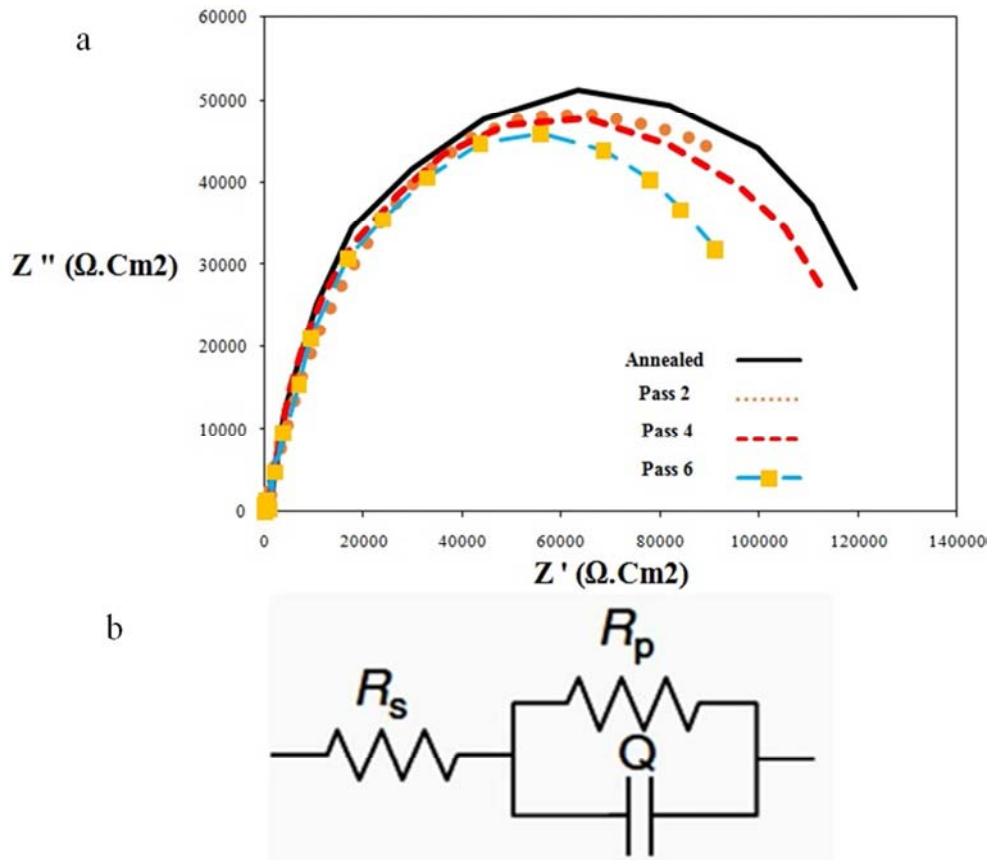 a
60000
50000
40000
30000
20000
10000
0
Z " (Ω.Cm2)
Annealed
Pass 2
Pass 4
Pass 6
0 20000 40000 60000 80000 100000 120000 140000
Z ' (Ω.Cm2)
b
Rs
Rp
Q